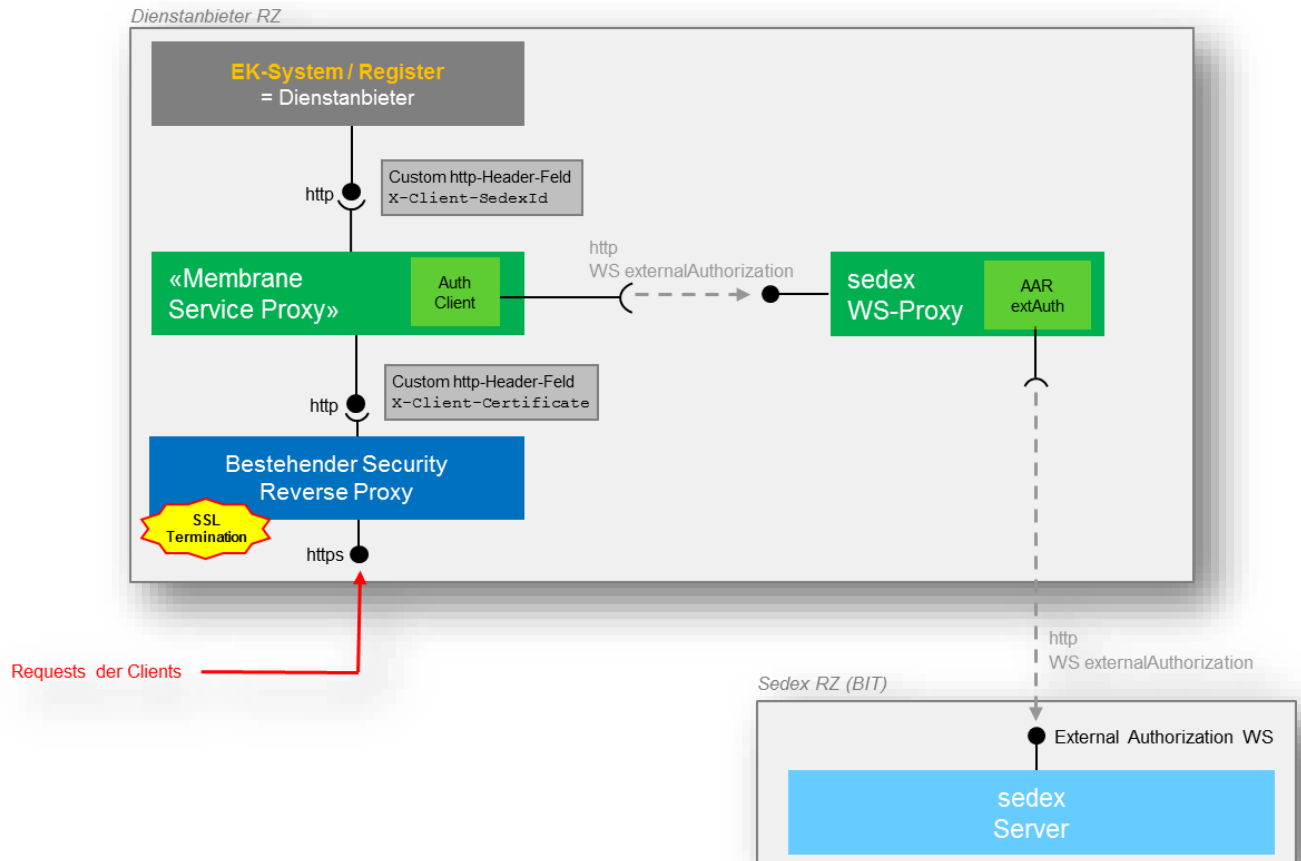 Dienstanbieter RZ
EK-System / Register
= Dienstanbieter
Custom http-Header-Feld
X-Client-SedexId
http
http
WS externalAuthorization
«Membrane
Service Proxy»
Auth
Client
sedex
WS-Proxy
AAR
extAuth
Custom http-Header-Feld
X-Client-Certificate
http
Bestehender Security
Reverse Proxy
SSL
Termination
https
http
WS externalAuthorization
Requests der Clients
Sedex RZ (BIT)
External Authorization WS
sedex
Server